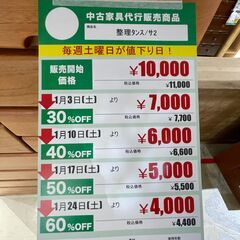 中古家具代行販売商品
商品名
整理タンス/サ2
毎週土曜日が値下り日！
販売開始価格
¥10,000
税込価格 ¥11,000
1月3日(土) より
30%OFF
¥7,000
税込価格 ¥7,700
1月10日(土) より
40%OFF
¥6,000
税込価格 ¥6,600
1月17日(土) より
50%OFF
¥5,000
税込価格 ¥5,500
1月24日(土) より
60%OFF
¥4,000
税込価格 ¥4,400